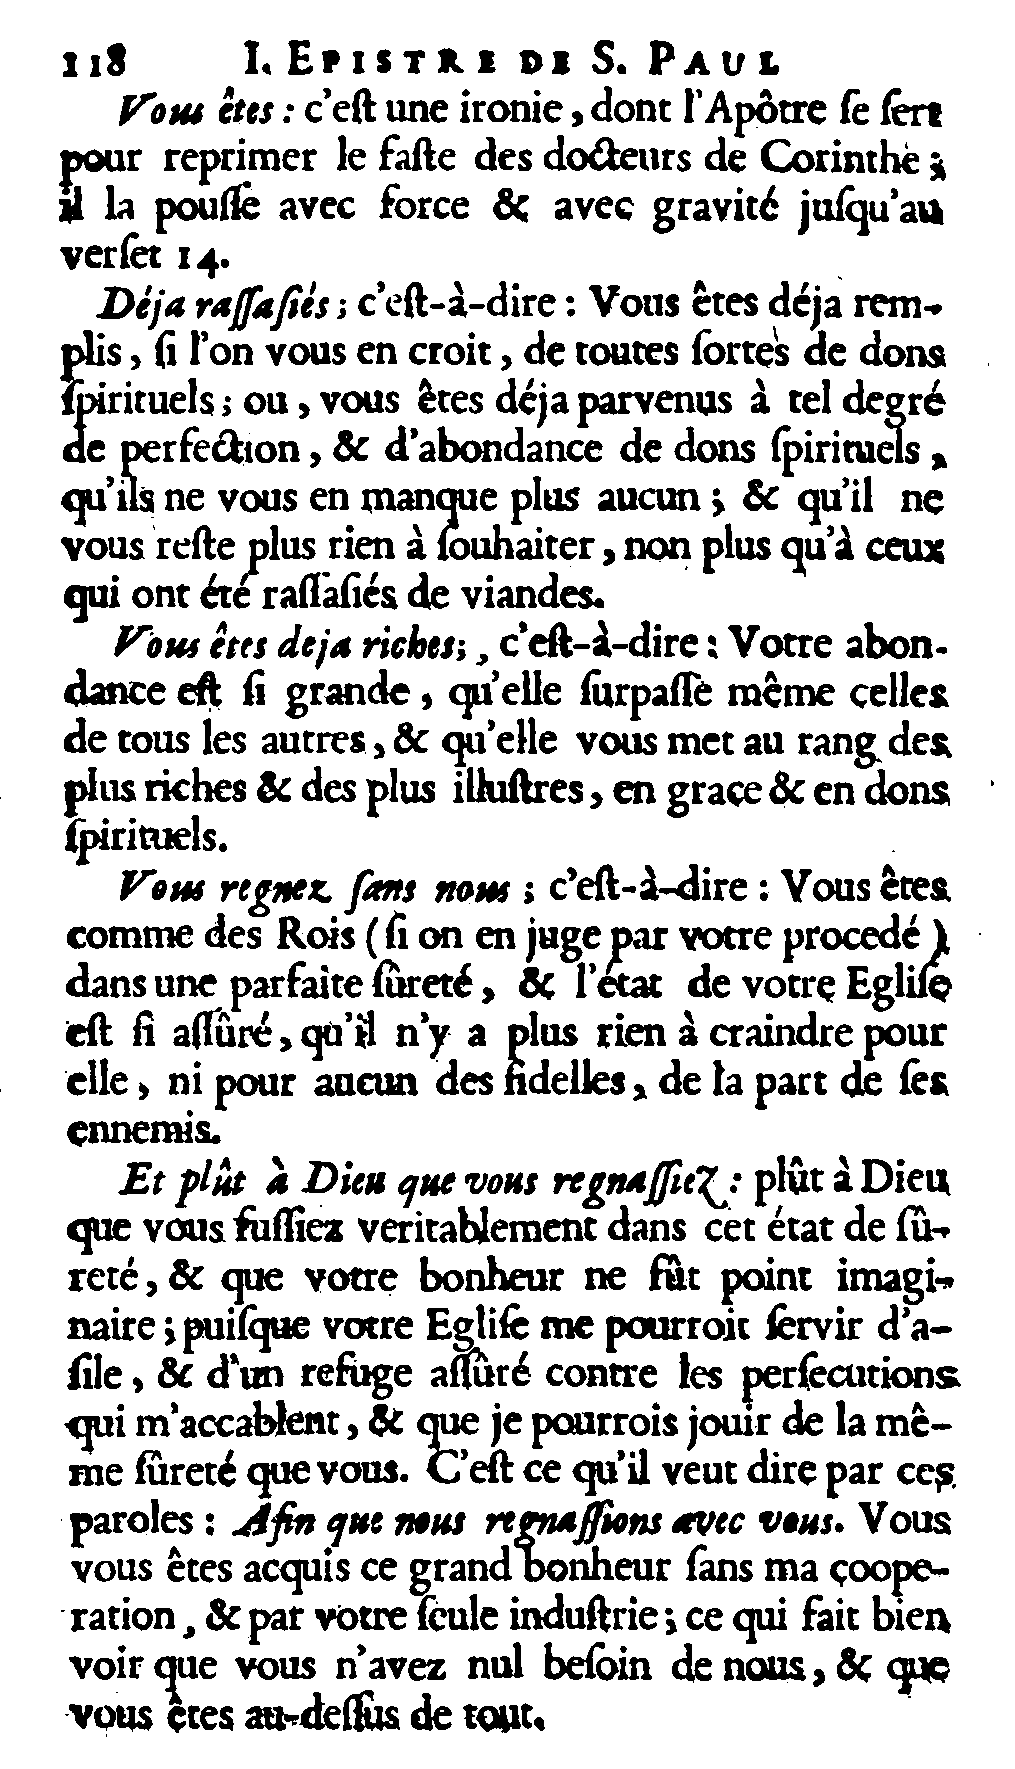 118 I. EPISTRE DE S. PAUL
Vous êtes : c'eſt une ironie, dont l'Apôtre ſe ſert
pour reprimer le faſte des docteurs de Corinthe ;
il la pouſſe avec force & avec gravité juſqu'au
verſet 14.
Déja raſſaſiés ; c'eſt-à-dire : Vous êtes déja rem-
plis, ſi l'on vous en croit, de toutes ſortes de dons
ſpirituels ; ou, vous êtes déja parvenus à tel degré
de perfection, & d'abondance de dons ſpirituels,
qu'ils ne vous en manque plus aucun ; & qu'il ne
vous reſte plus rien à ſouhaiter, non plus qu'à ceux
qui ont été raſſaſiés de viandes.
Vous êtes deja riches; , c'eſt-à-dire : Votre abon-
dance eſt ſi grande, qu'elle ſurpaſſe même celles
de tous les autres, & qu'elle vous met au rang des
plus riches & des plus illuſtres, en grace & en dons
ſpirituels.
Vous regnez ſans nous ; c'eſt-à-dire : Vous êtes
comme des Rois ( ſi on en juge par votre procedé )
dans une parfaite ſûreté, & l'état de votre Egliſe
eſt ſi aſſûré, qu'il n'y a plus rien à craindre pour
elle, ni pour aucun des fidelles, de la part de ſes
ennemis.
Et plût à Dieu que vous regnaſſiez : plût à Dieu
que vous fuſſiez veritablement dans cet état de ſû-
reté, & que votre bonheur ne fût point imagi-
naire ; puiſque votre Egliſe me pourroit ſervir d'a-
ſile, & d'un refuge aſſûré contre les perſecutions
qui m'accablent, & que je pourrois jouir de la mê-
me ſûreté que vous. C'eſt ce qu'il veut dire par ces
paroles : Afin que nous regnaſſions avec vous. Vous
vous êtes acquis ce grand bonheur ſans ma coope-
ration, & par votre ſeule induſtrie ; ce qui fait bien
voir que vous n'avez nul beſoin de nous, & que
vous êtes au-deſſus de tout.